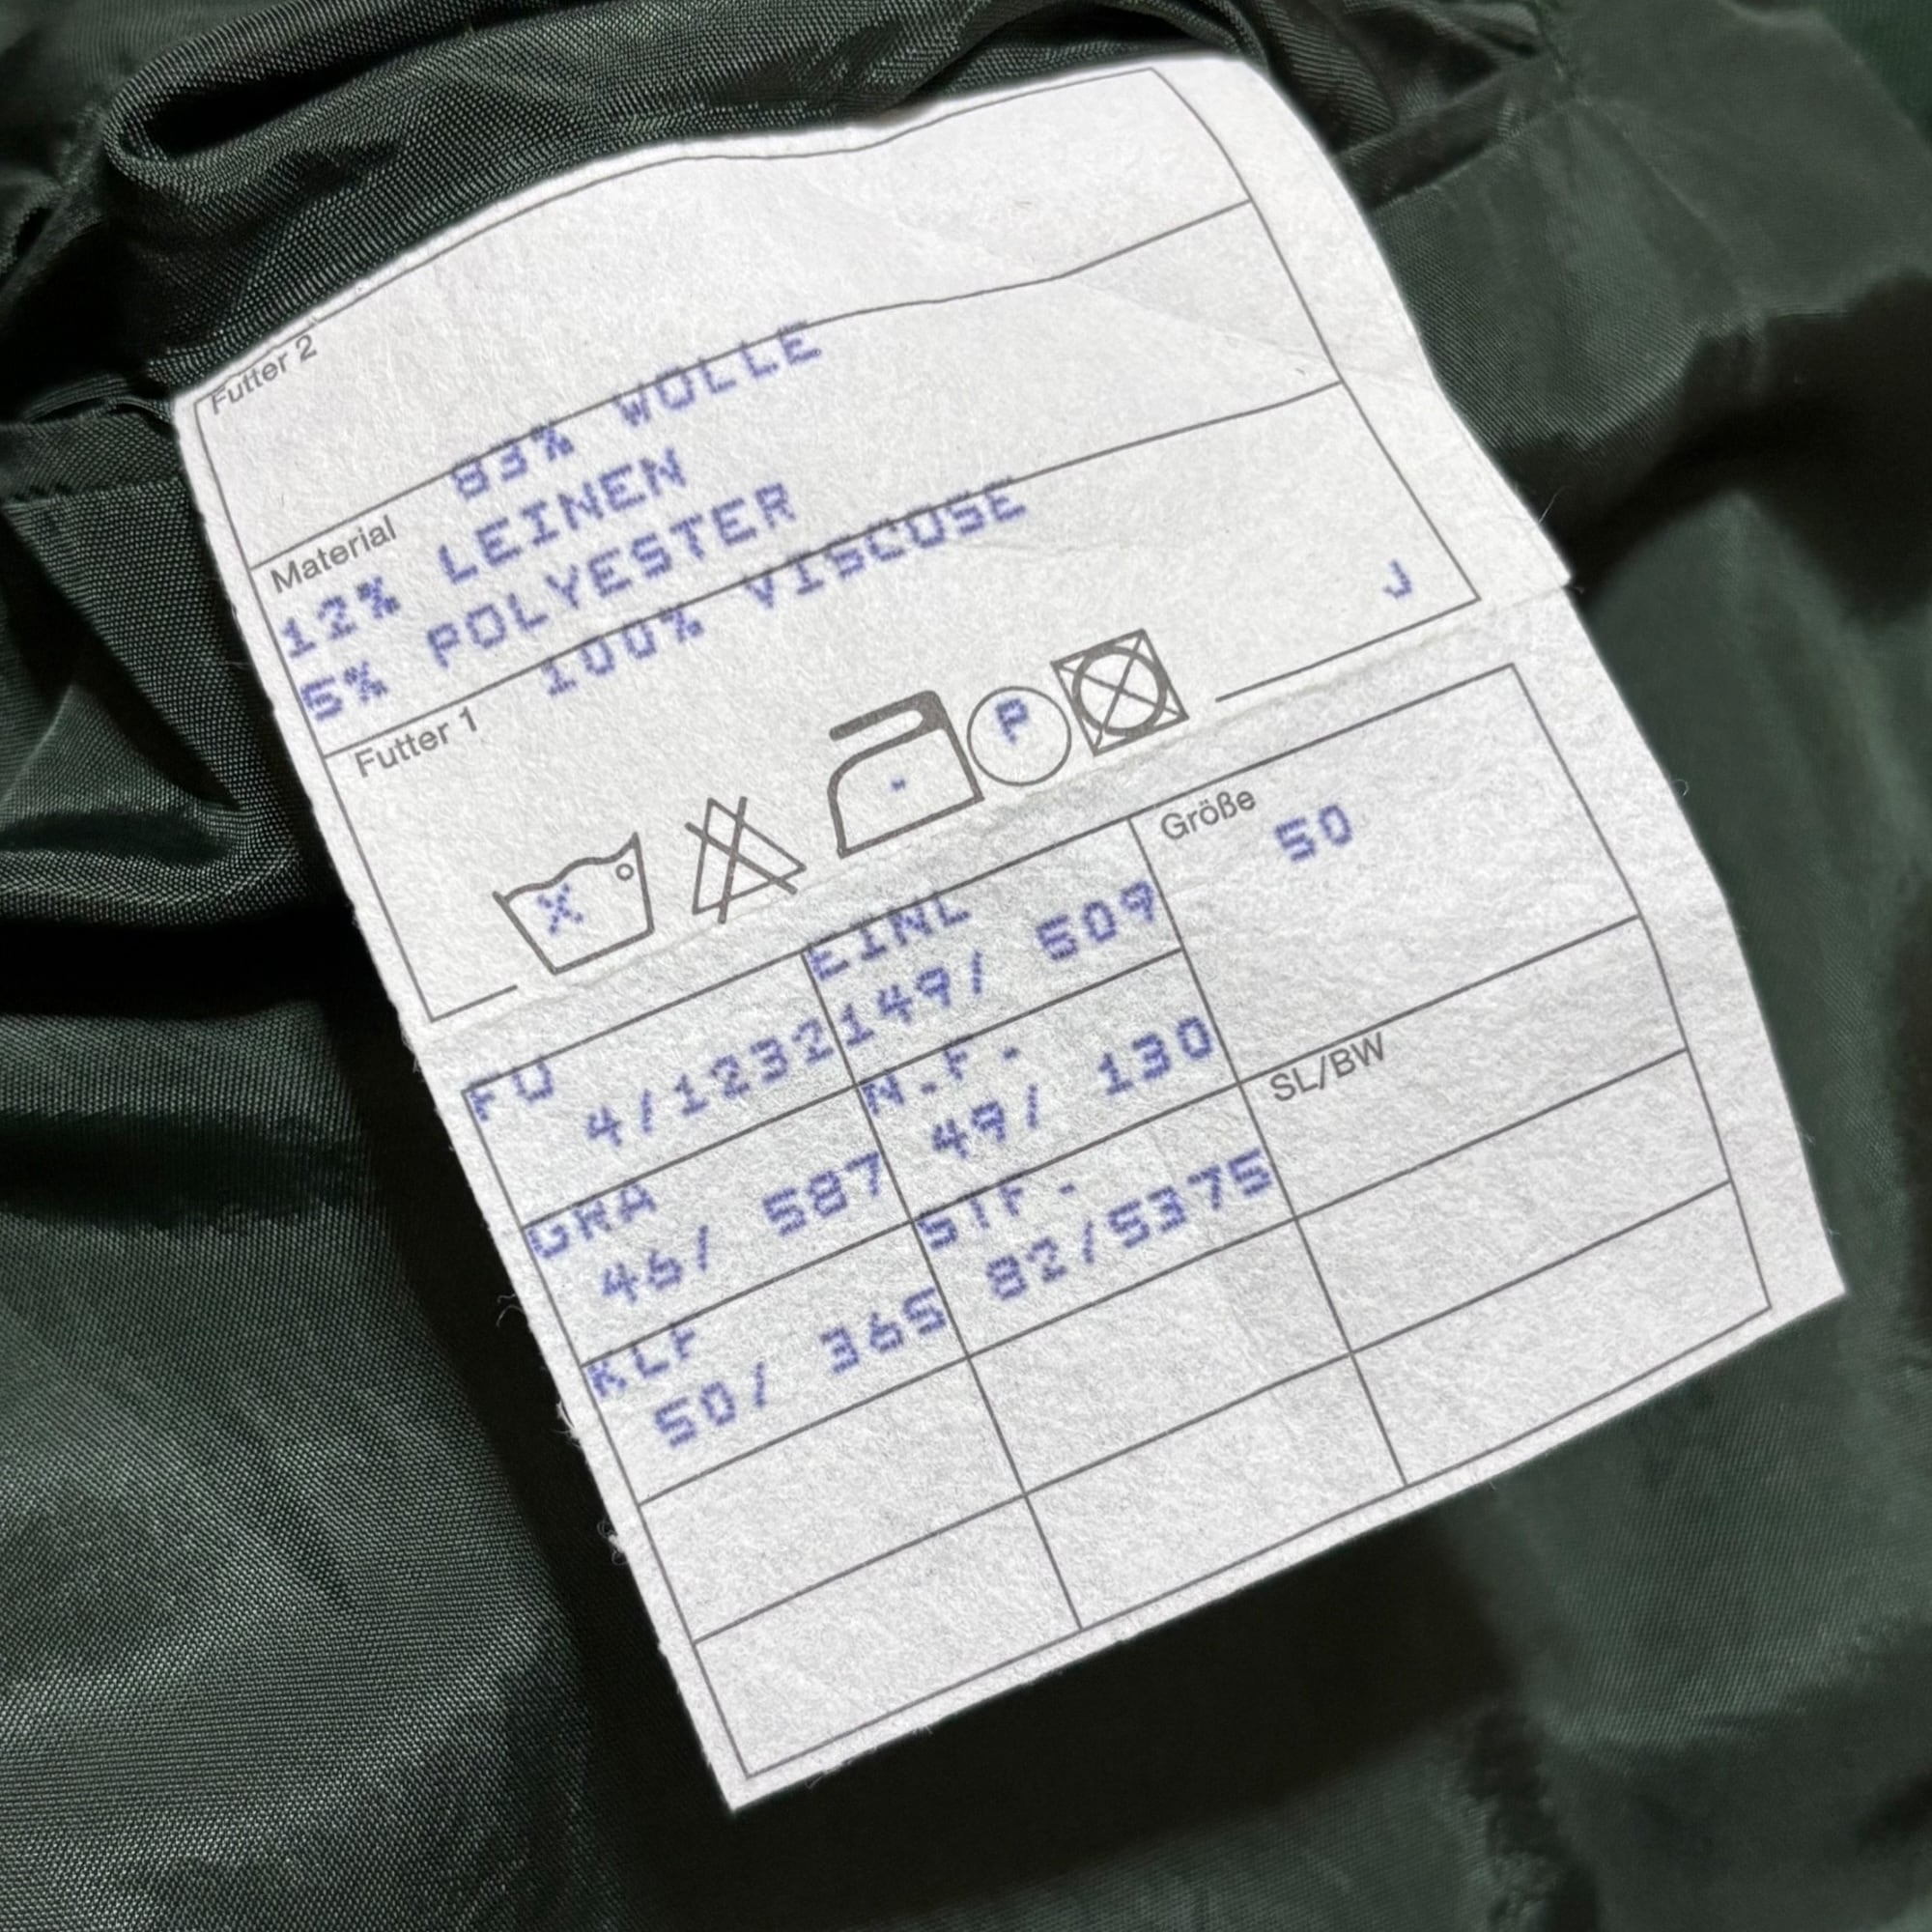 Futter 2
83% WOLLE
Material
12% LEINEN
5% POLYESTER
100% VISCOSE
Futter 1
J
X
P
Größe
50
FU
4/1232
EINL
149/ 509
GRA
46/ 587
N.F.
49/ 130
SL/BW
KLF
50/ 365
STF.
82/5375